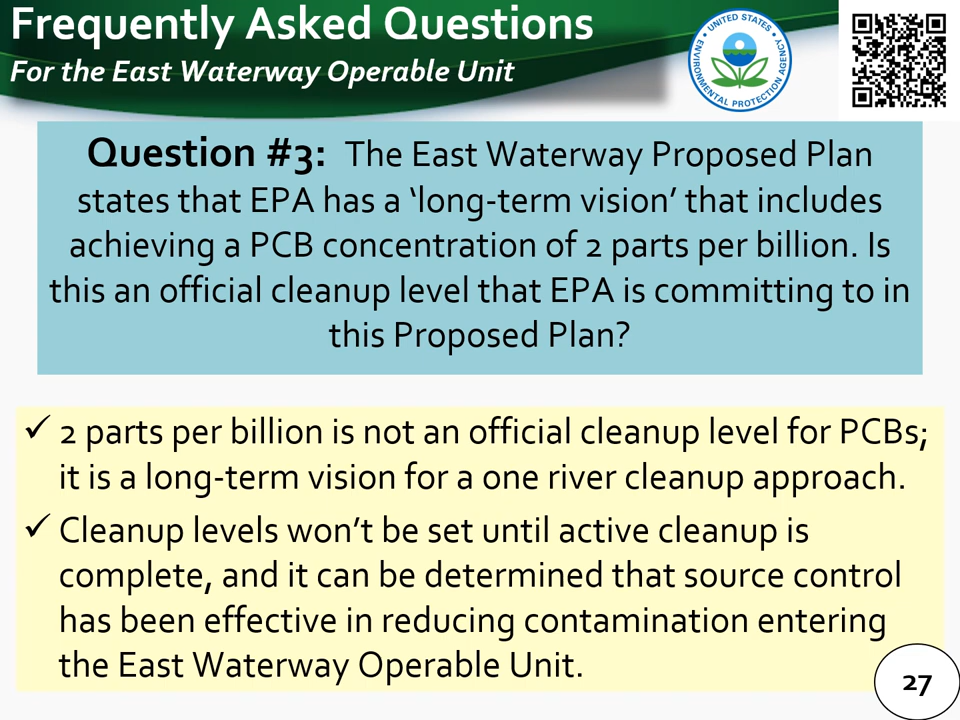 Frequently Asked Questions
For the East Waterway Operable Unit
UNITED STATES
ENVIRONMENTAL PROTECTION AGENCY
Question #3: The East Waterway Proposed Plan
states that EPA has a ‘long-term vision’ that includes
achieving a PCB concentration of 2 parts per billion. Is
this an official cleanup level that EPA is committing to in
this Proposed Plan?
✓ 2 parts per billion is not an official cleanup level for PCBs;
it is a long-term vision for a one river cleanup approach.
✓ Cleanup levels won’t be set until active cleanup is
complete, and it can be determined that source control
has been effective in reducing contamination entering
the East Waterway Operable Unit.
27